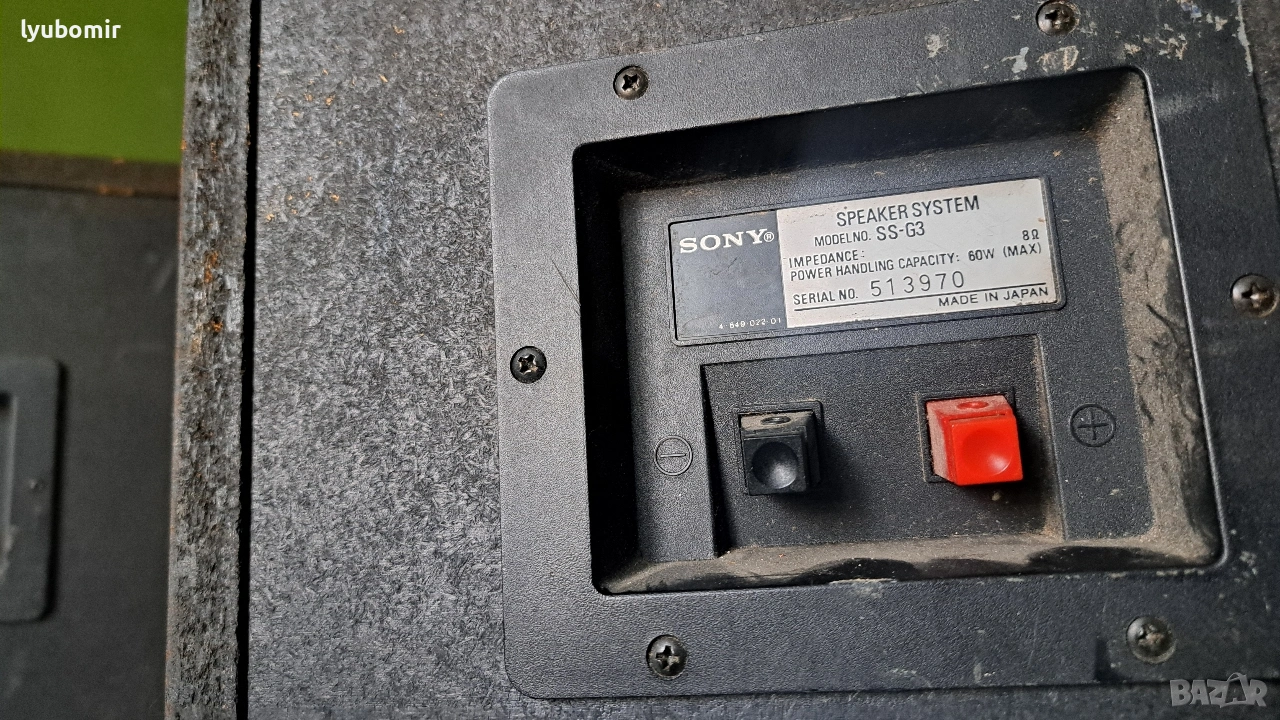 lyubomir
SONY®
4-849-022-01
SPEAKER SYSTEM
MODEL NO. SS-G3
IMPEDANCE: 8Ω
POWER HANDLING CAPACITY: 60W (MAX)
SERIAL NO. 513970
MADE IN JAPAN
− +
BAZAR